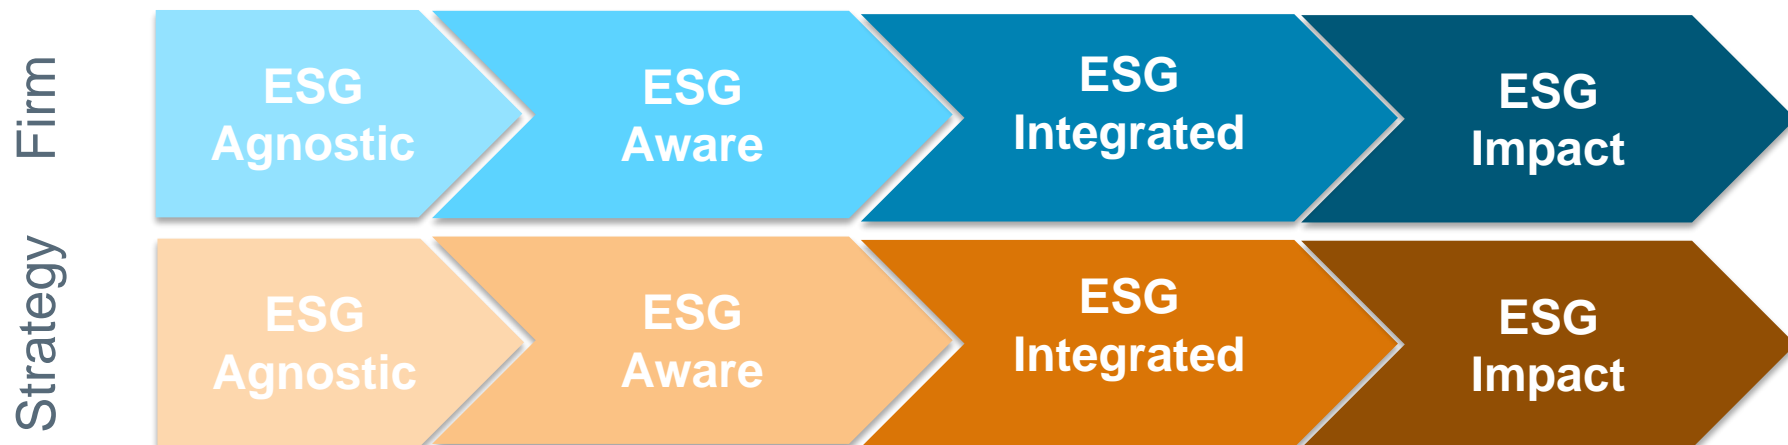 Firm
ESG
Agnostic
ESG
Aware
ESG
Integrated
ESG
Impact
Strategy
ESG
Agnostic
ESG
Aware
ESG
Integrated
ESG
Impact